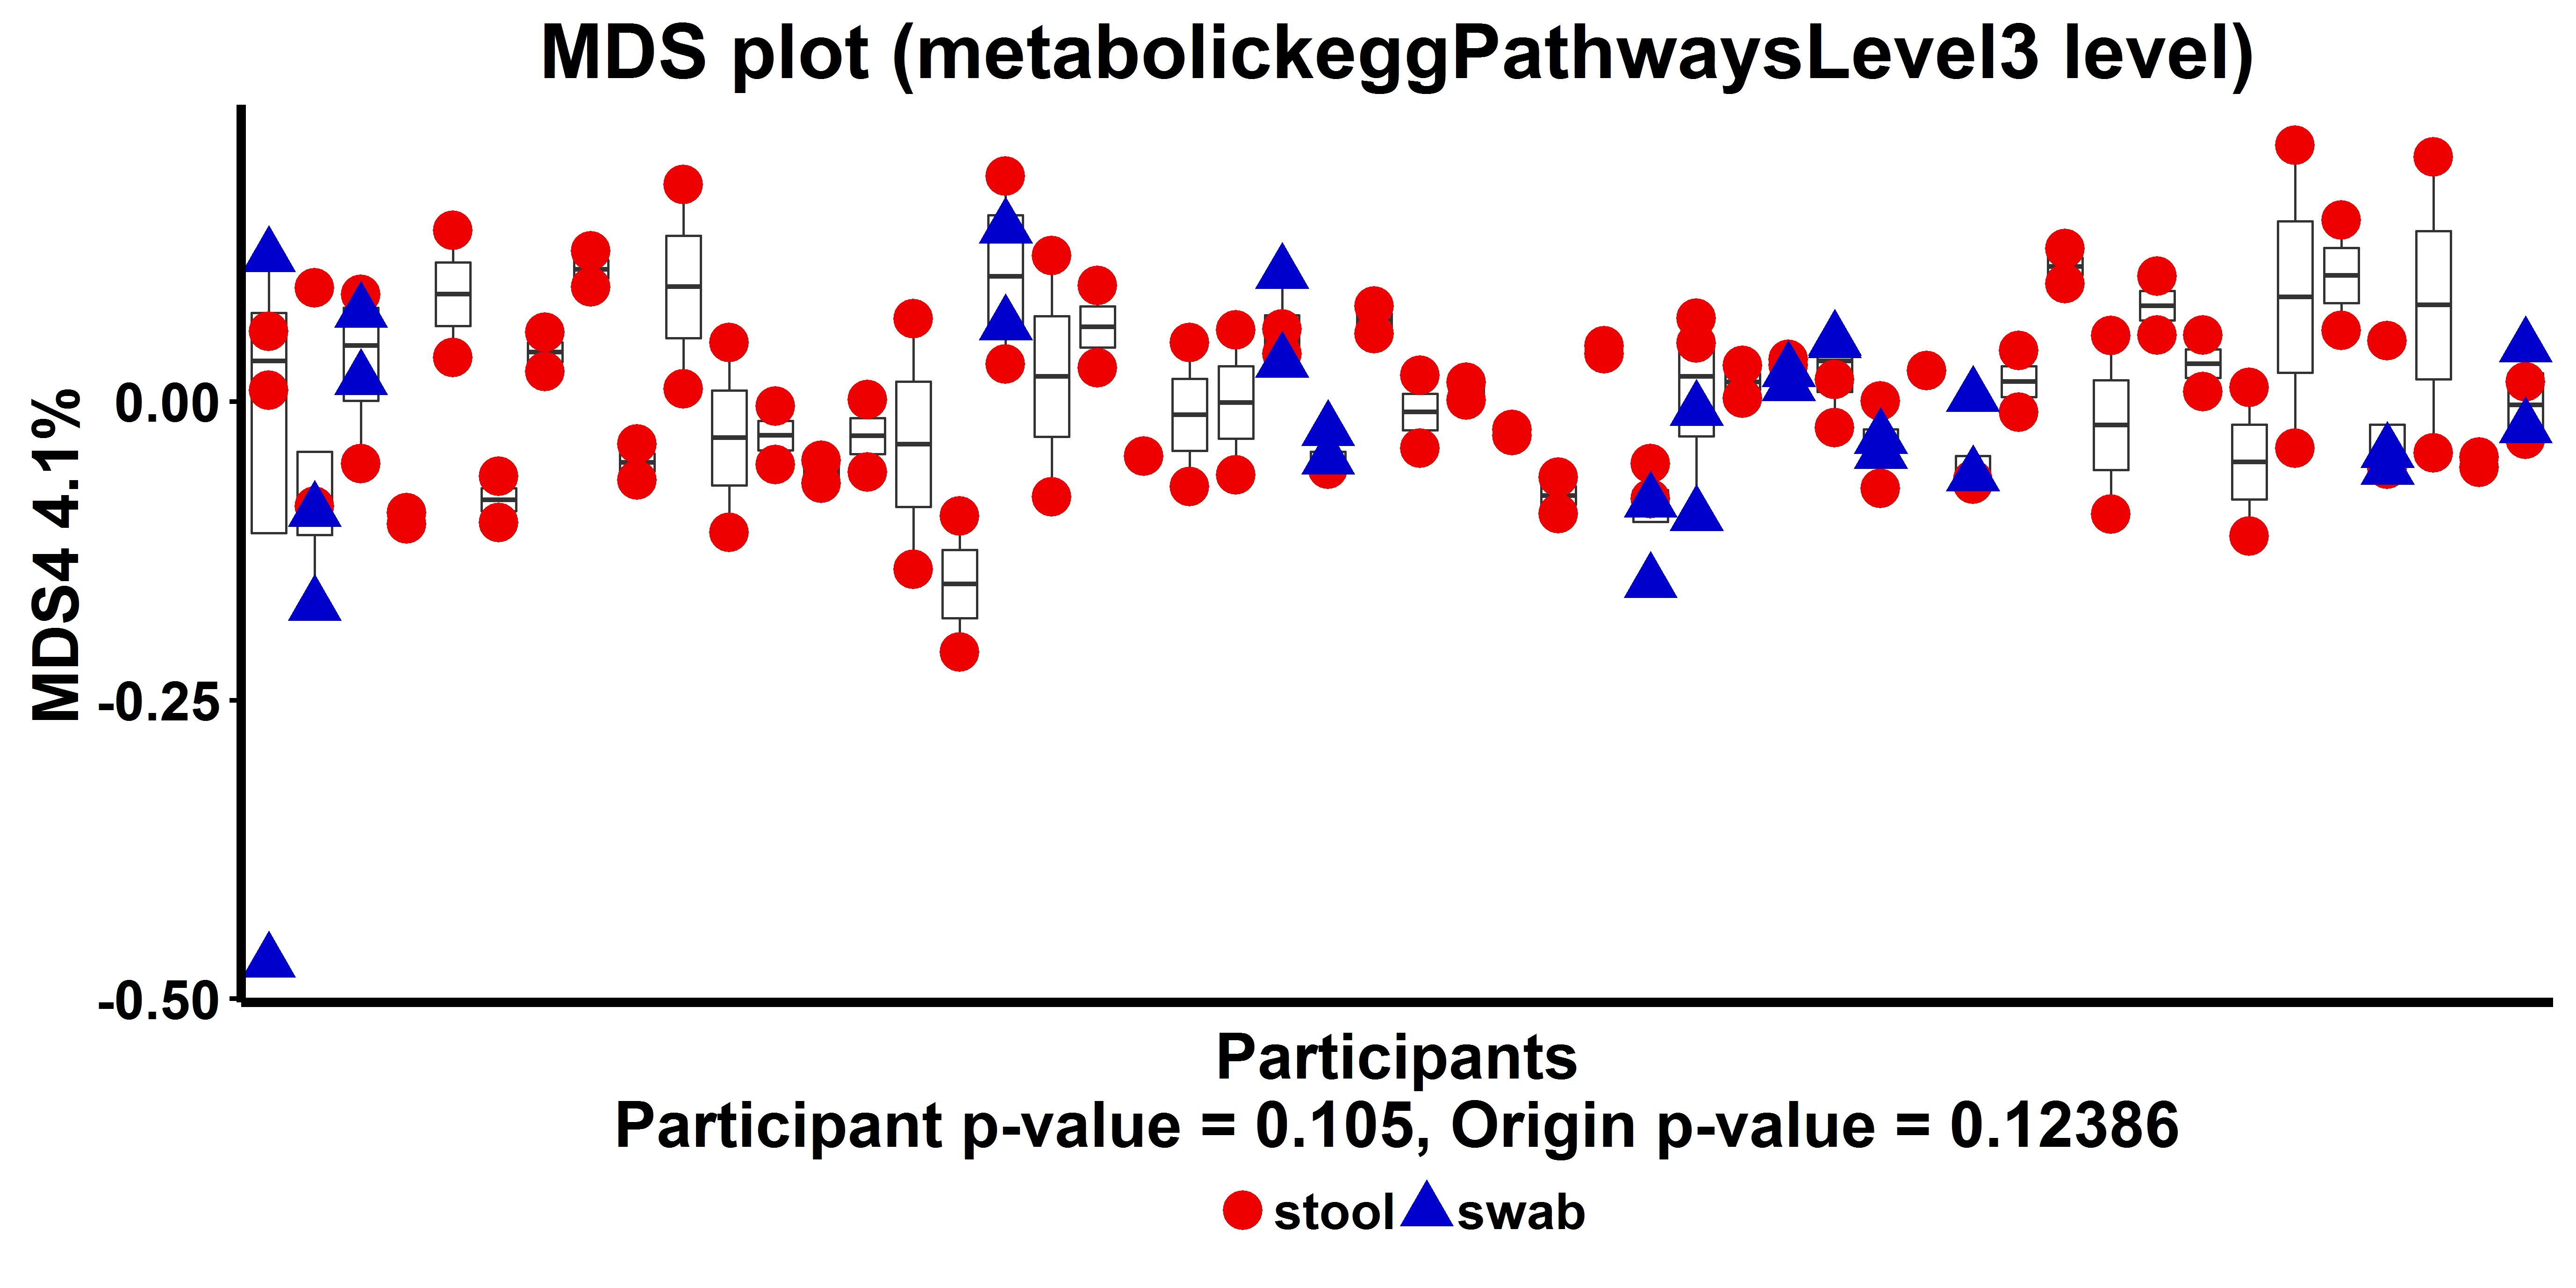 MDS plot (metabolickeggPathwaysLevel3 level)
MDS4 4.1%
0.00
-0.25
-0.50
Participants
Participant p-value = 0.105, Origin p-value = 0.12386
stool swab